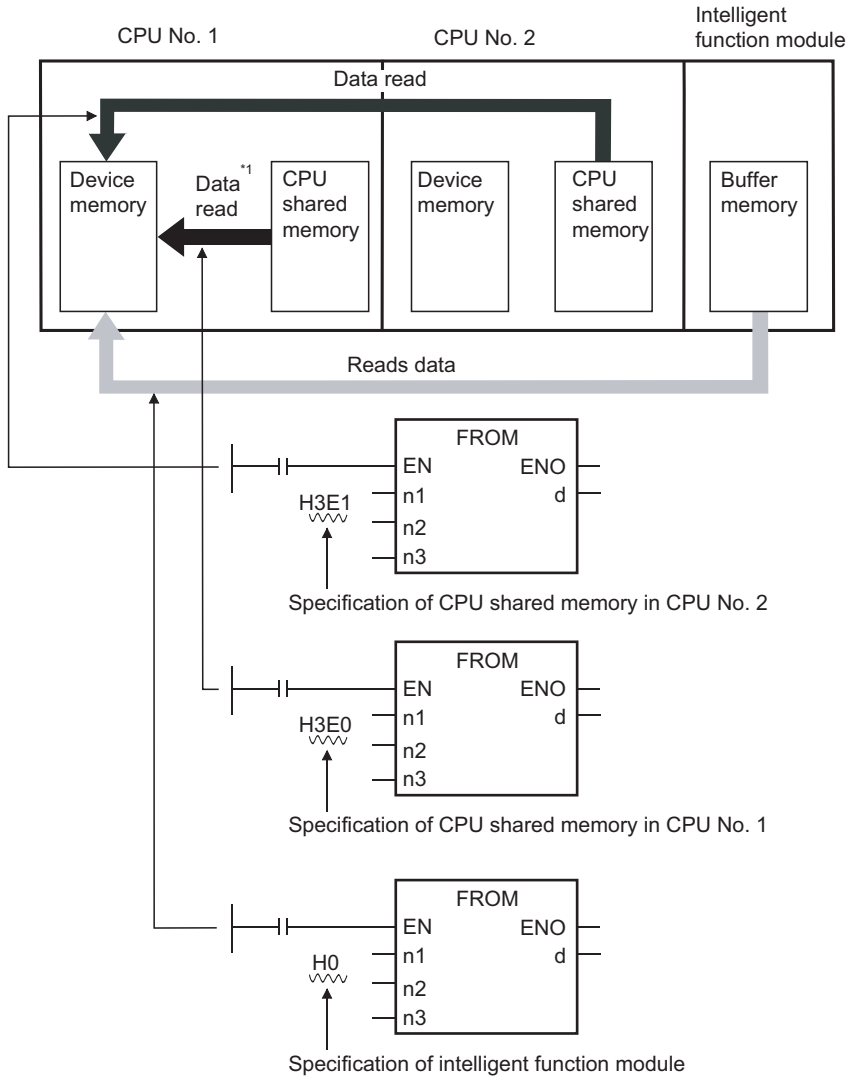 CPU No. 1
CPU No. 2
Intelligent
function module
Data read
Device
memory
Data *1
read
CPU
shared
memory
Device
memory
CPU
shared
memory
Buffer
memory
Reads data
FROM
EN ENO
H3E1
n1 d
n2
n3
Specification of CPU shared memory in CPU No. 2
FROM
EN ENO
H3E0
n1 d
n2
n3
Specification of CPU shared memory in CPU No. 1
FROM
EN ENO
H0
n1 d
n2
n3
Specification of intelligent function module